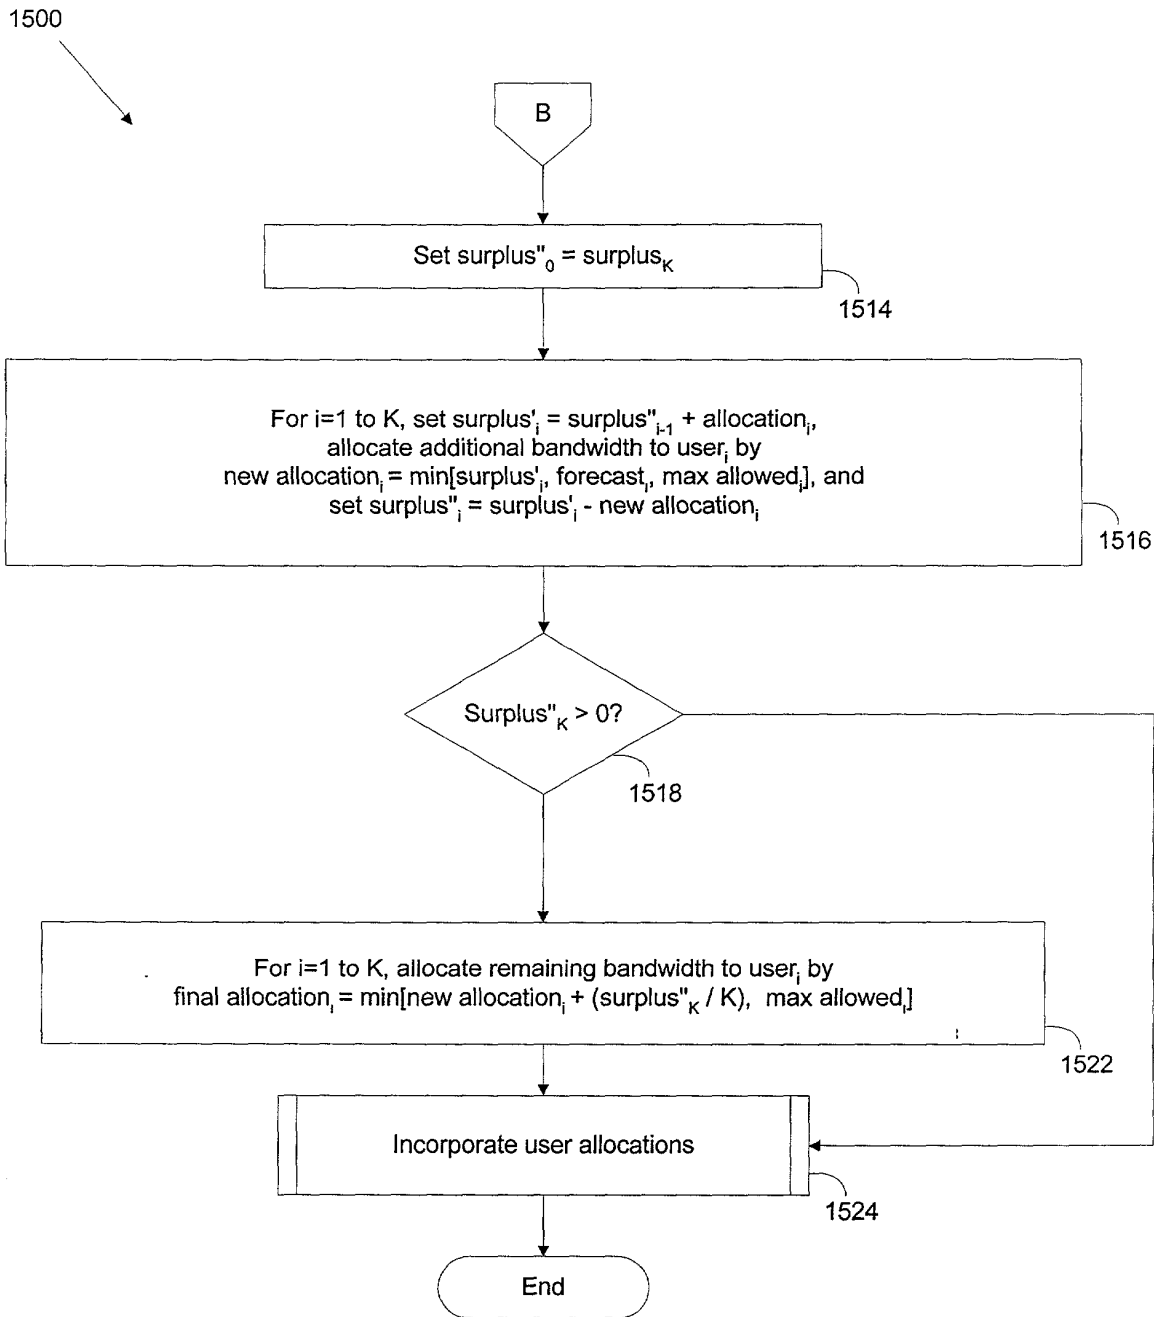 1500
B
Set surplus"₀ = surplusK
1514
For i=1 to K, set surplus'ᵢ = surplus"ᵢ₋₁ + allocationᵢ,
allocate additional bandwidth to userᵢ by
new allocationᵢ = min[surplus'ᵢ, forecastᵢ, max allowedᵢ], and
set surplus"ᵢ = surplus'ᵢ - new allocationᵢ
1516
Surplus"K > 0?
1518
For i=1 to K, allocate remaining bandwidth to userᵢ by
final allocationᵢ = min[new allocationᵢ + (surplus"K / K), max allowedᵢ]
1522
Incorporate user allocations
1524
End